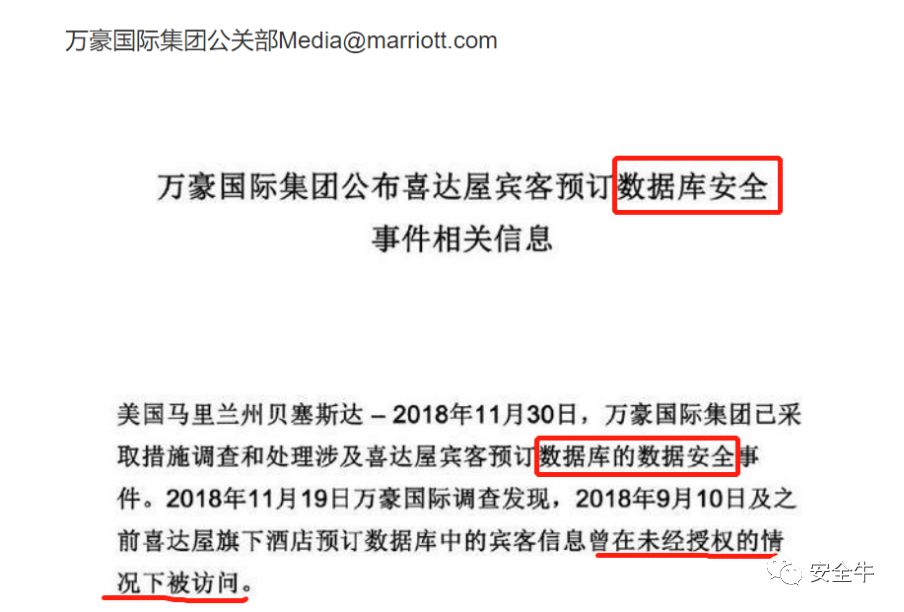 万豪国际集团公关部Media@marriott.com
万豪国际集团公布喜达屋宾客预订数据库安全
事件相关信息
美国马里兰州贝塞斯达 – 2018年11月30日，万豪国际集团已采
取措施调查和处理涉及喜达屋宾客预订数据库的数据安全事
件。2018年11月19日万豪国际调查发现，2018年9月10日及之
前喜达屋旗下酒店预订数据库中的宾客信息曾在未经授权的情
况下被访问。
安全牛